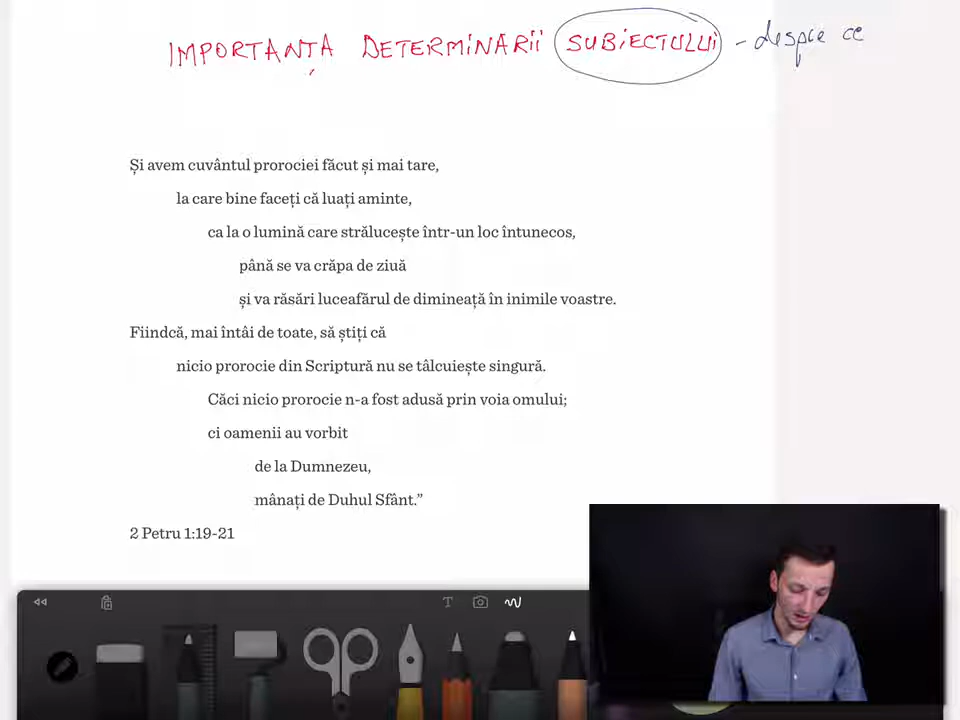 IMPORTANȚA DETERMINARII SUBIECTULUI - despre ce
Și avem cuvântul prorociei făcut și mai tare,
la care bine faceți că luați aminte,
ca la o lumină care strălucește într-un loc întunecos,
până se va crăpa de ziuă
și va răsări luceafărul de dimineață în inimile voastre.
Fiindcă, mai întâi de toate, să știți că
nicio prorocie din Scriptură nu se tâlcuiește singură.
Căci nicio prorocie n-a fost adusă prin voia omului;
ci oamenii au vorbit
de la Dumnezeu,
mânați de Duhul Sfânt.”
2 Petru 1:19-21
T